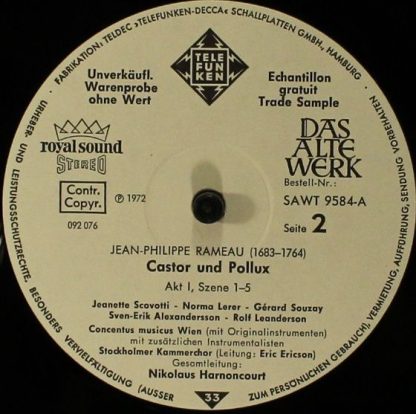 FABRIKATION: TELDEC »TELEFUNKEN-DECCA« SCHALLPLATTEN GMBH, HAMBURG
URHEBER- UND LEISTUNGSSCHUTZRECHTE, BESONDERS VERVIELFÄLTIGUNG (AUSSER
ZUM PERSÖNLICHEN GEBRAUCH), VERMIETUNG, AUFFÜHRUNG, SENDUNG VORBEHALTEN
TELE
FUN
KEN
Unverkäufl.
Warenprobe
ohne Wert
Echantillon
gratuit
Trade Sample
royal sound
STEREO
DAS
ALTE
WERK
Contr.
Copyr.
℗ 1972
Bestell-Nr.:
SAWT 9584-A
092 076
Seite 2
JEAN-PHILIPPE RAMEAU (1683–1764)
Castor und Pollux
Akt I, Szene 1–5
Jeanette Scovotti - Norma Lerer - Gérard Souzay
Sven-Erik Alexandersson - Rolf Leanderson
Concentus musicus Wien (mit Originalinstrumenten)
mit zusätzlichen Instrumentalisten
Stockholmer Kammerchor (Leitung: Eric Ericson)
Gesamtleitung:
Nikolaus Harnoncourt
33